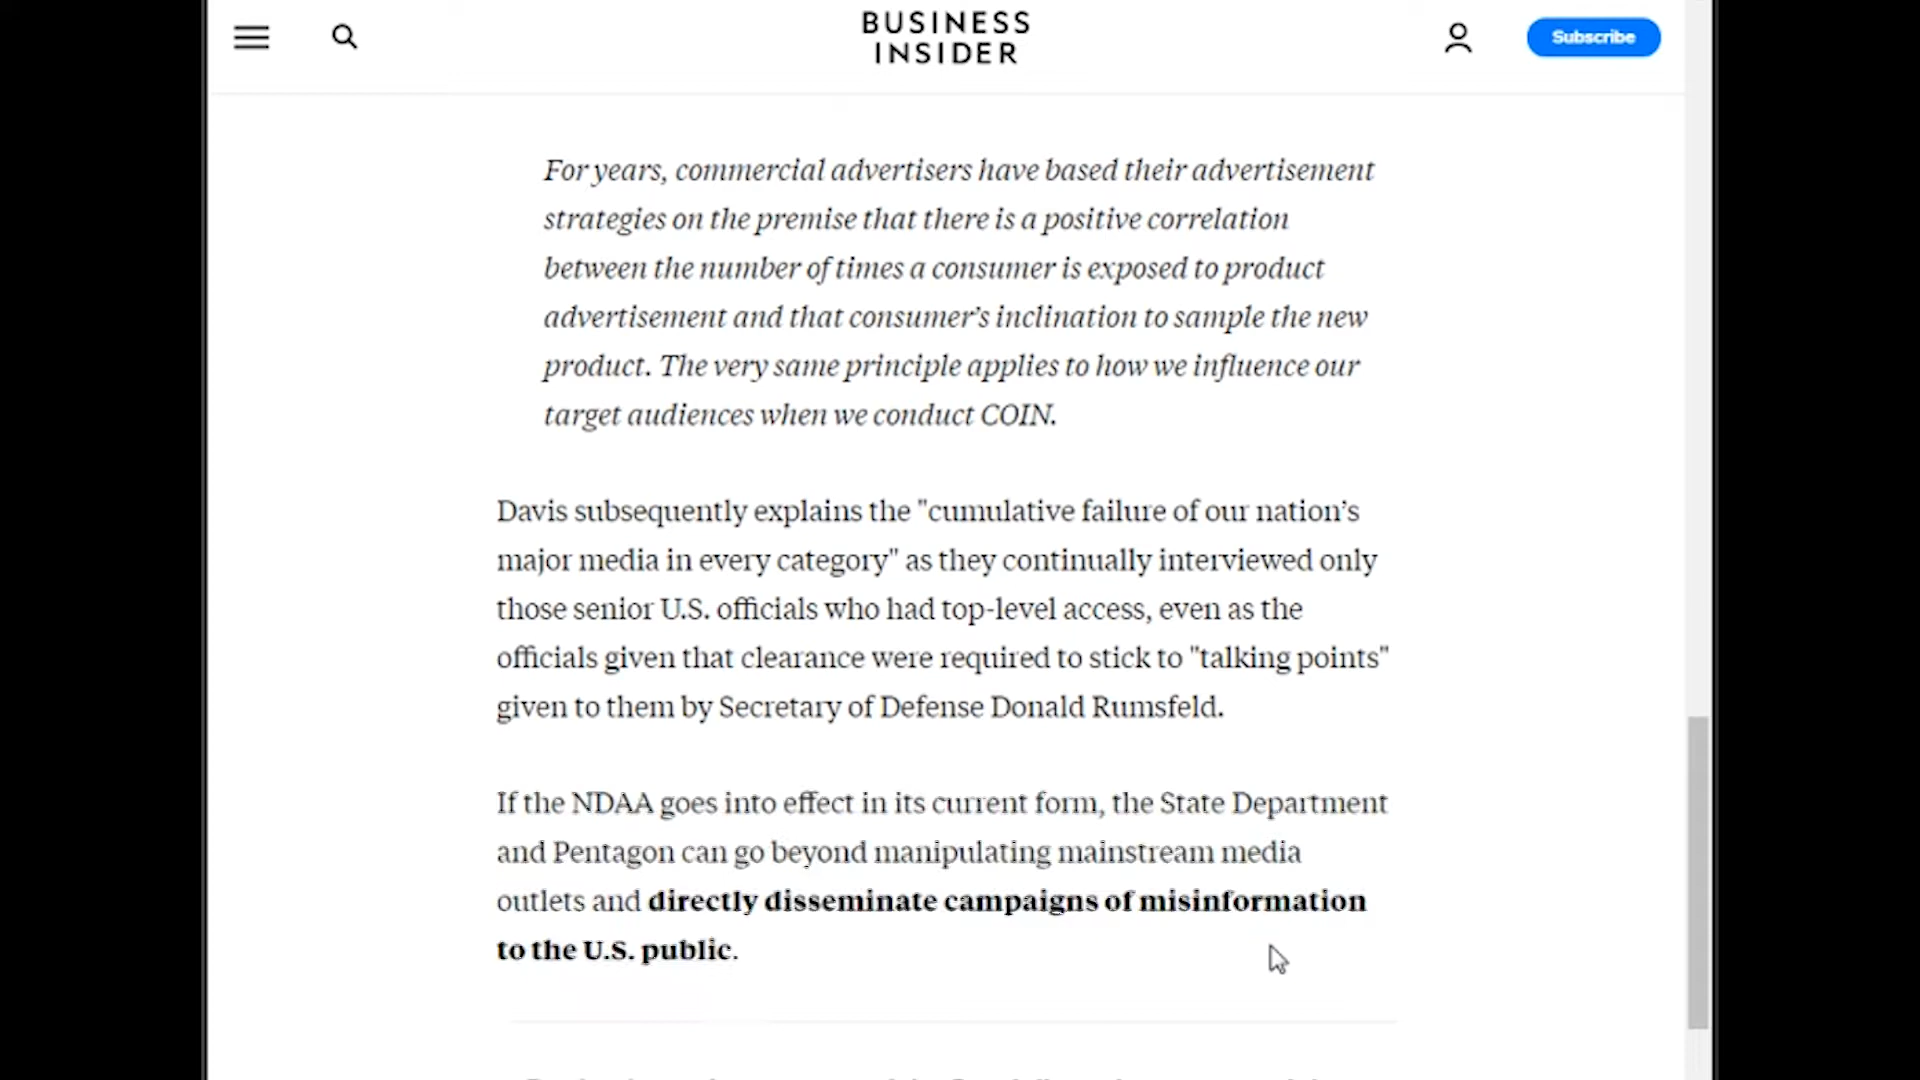 BUSINESS
INSIDER
Subscribe
For years, commercial advertisers have based their advertisement
strategies on the premise that there is a positive correlation
between the number of times a consumer is exposed to product
advertisement and that consumer’s inclination to sample the new
product. The very same principle applies to how we influence our
target audiences when we conduct COIN.
Davis subsequently explains the "cumulative failure of our nation’s
major media in every category" as they continually interviewed only
those senior U.S. officials who had top-level access, even as the
officials given that clearance were required to stick to "talking points"
given to them by Secretary of Defense Donald Rumsfeld.
If the NDAA goes into effect in its current form, the State Department
and Pentagon can go beyond manipulating mainstream media
outlets and directly disseminate campaigns of misinformation
to the U.S. public.